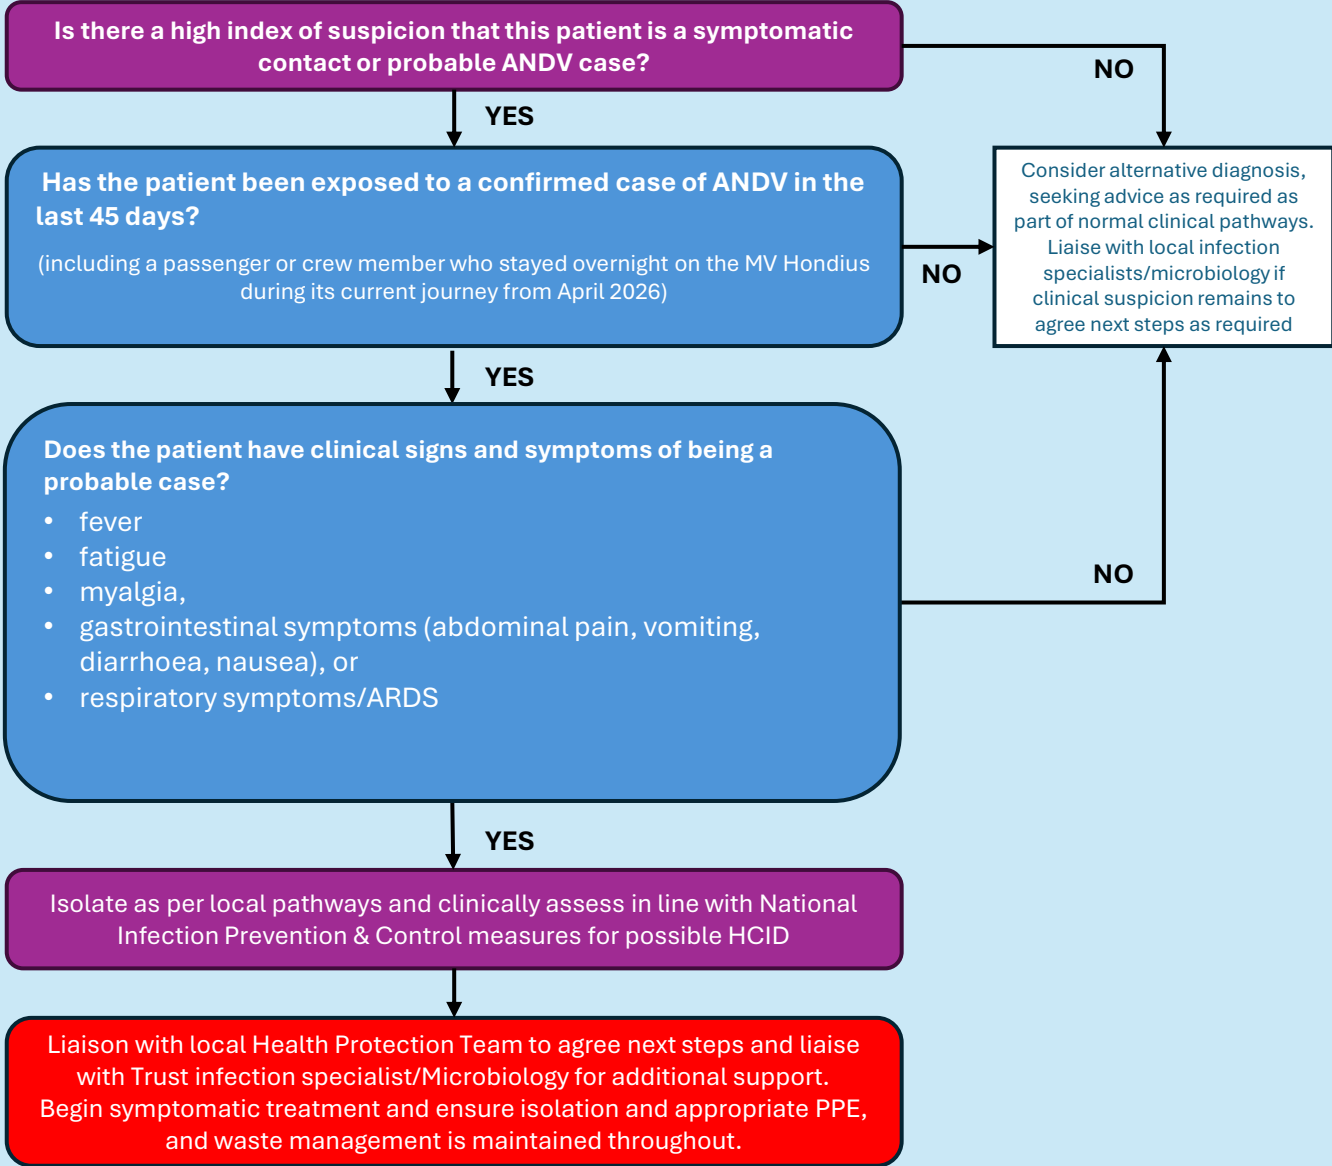 Is there a high index of suspicion that this patient is a symptomatic
contact or probable ANDV case?
NO
YES
Has the patient been exposed to a confirmed case of ANDV in the
last 45 days?
(including a passenger or crew member who stayed overnight on the MV Hondius
during its current journey from April 2026)
NO
Consider alternative diagnosis,
seeking advice as required as
part of normal clinical pathways.
Liaise with local infection
specialists/microbiology if
clinical suspicion remains to
agree next steps as required
YES
Does the patient have clinical signs and symptoms of being a
probable case?
• fever
• fatigue
• myalgia,
• gastrointestinal symptoms (abdominal pain, vomiting,
diarrhoea, nausea), or
• respiratory symptoms/ARDS
NO
YES
Isolate as per local pathways and clinically assess in line with National
Infection Prevention & Control measures for possible HCID
Liaison with local Health Protection Team to agree next steps and liaise
with Trust infection specialist/Microbiology for additional support.
Begin symptomatic treatment and ensure isolation and appropriate PPE,
and waste management is maintained throughout.